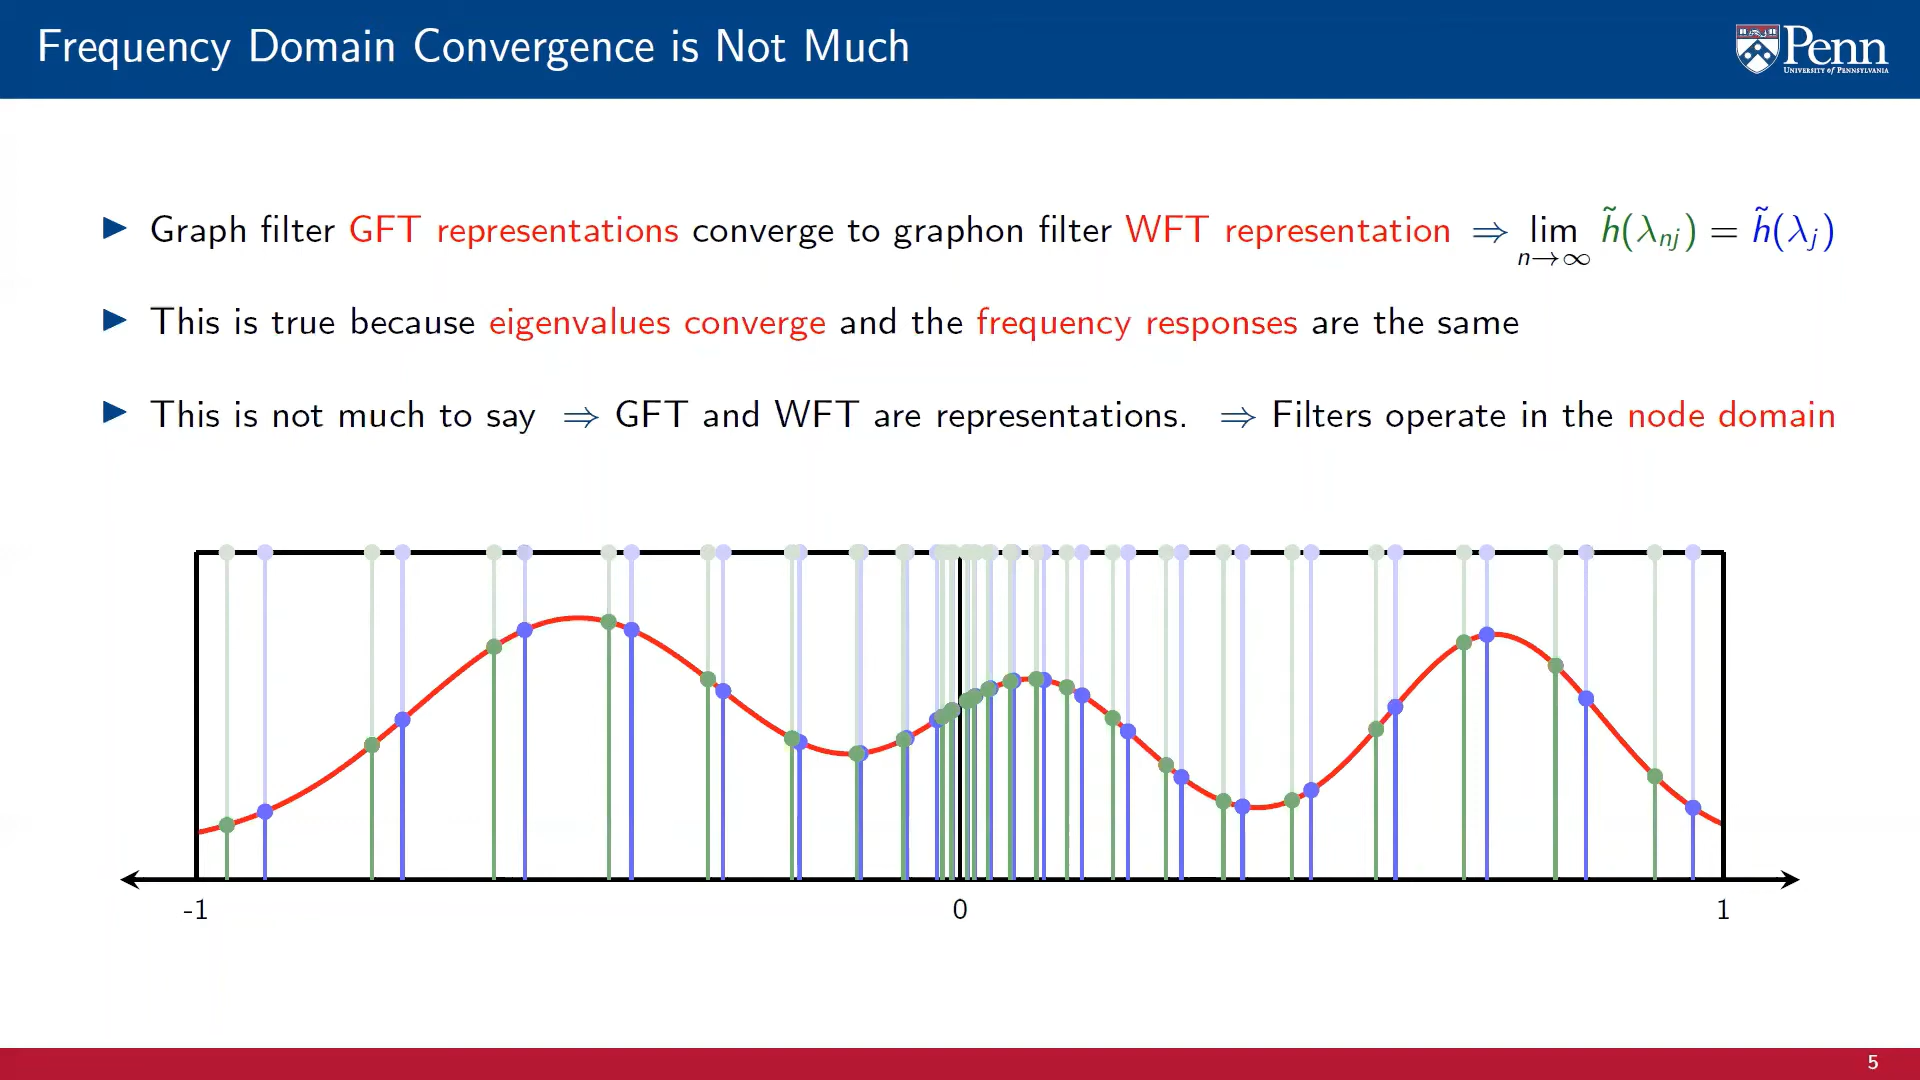 Frequency Domain Convergence is Not Much
Penn
UNIVERSITY of PENNSYLVANIA
▶ Graph filter GFT representations converge to graphon filter WFT representation ⇒ lim n→∞ h̃(λnj) = h̃(λj)
▶ This is true because eigenvalues converge and the frequency responses are the same
▶ This is not much to say ⇒ GFT and WFT are representations. ⇒ Filters operate in the node domain
-1 0 1
5